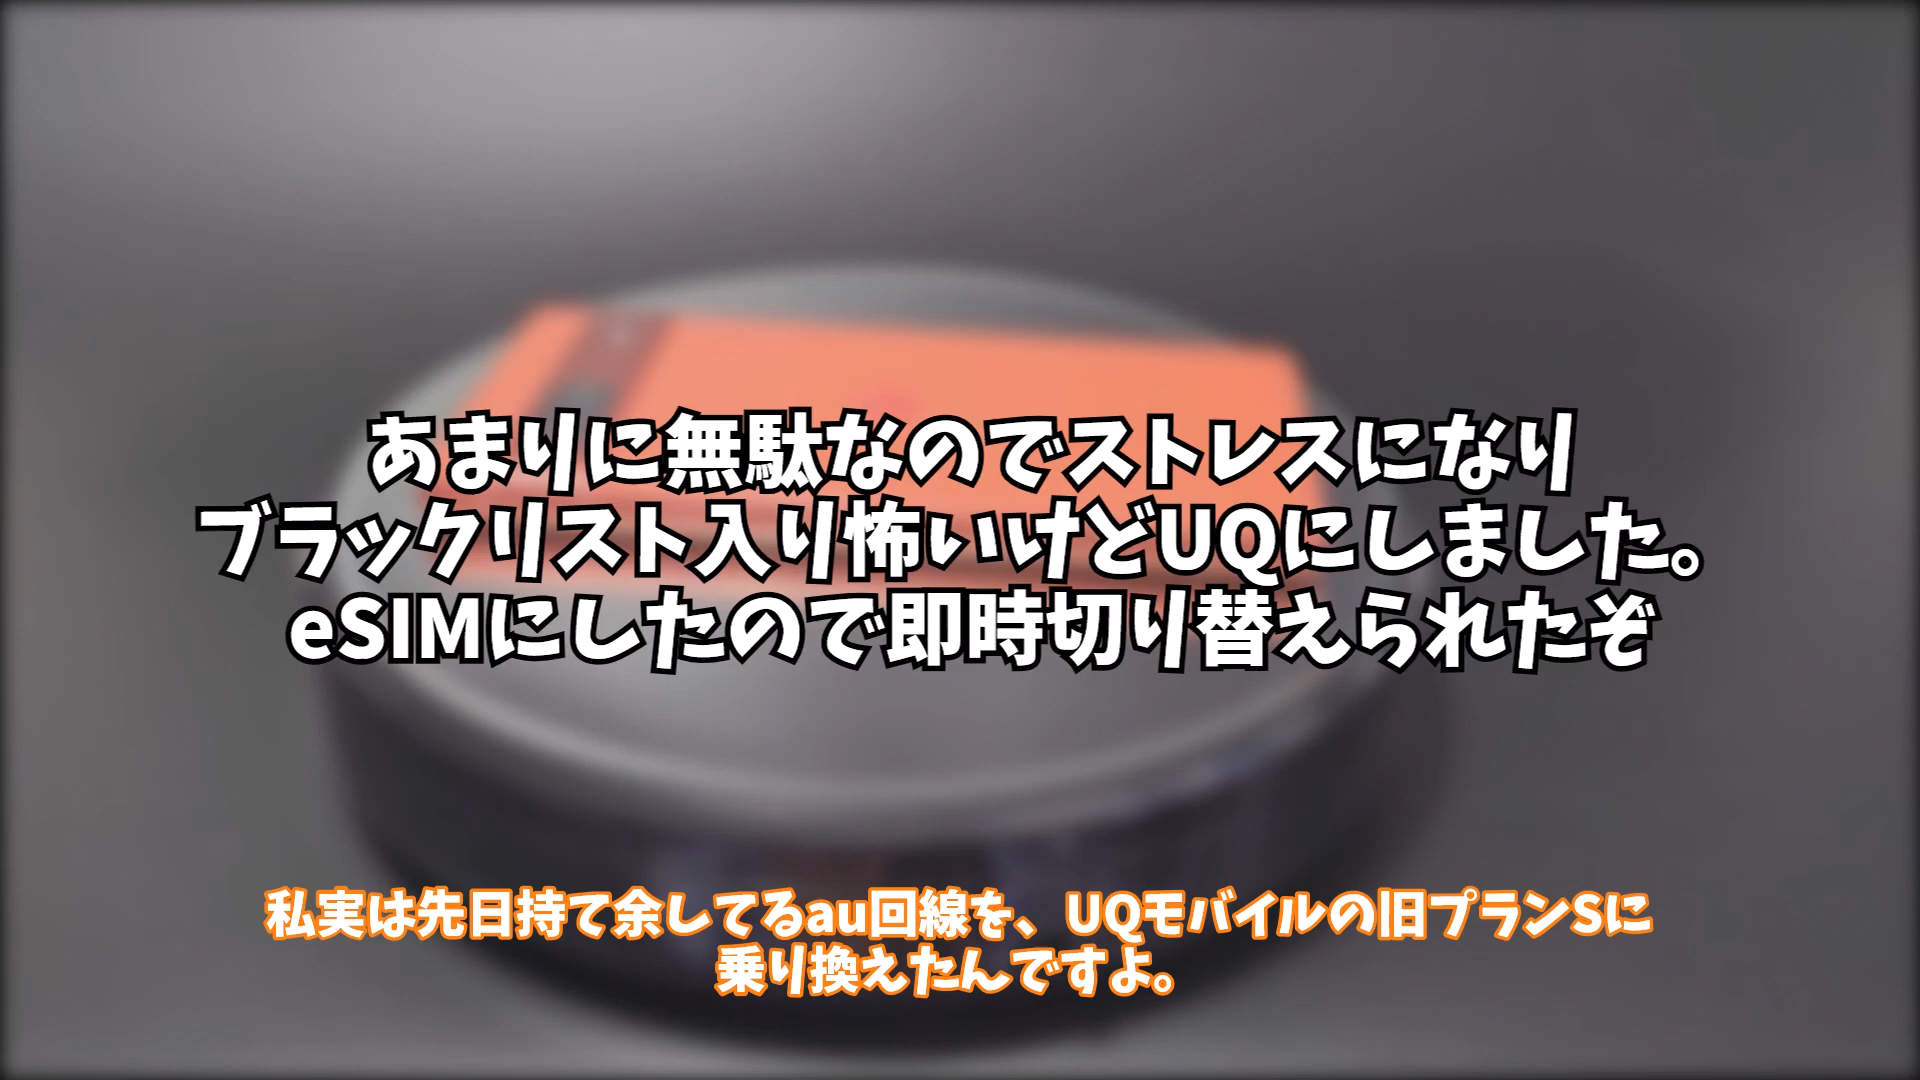 あまりに無駄なのでストレスになり
ブラックリスト入り怖いけどUQにしました。
eSIMにしたので即時切り替えられたぞ
私実は先日持て余してるau回線を、UQモバイルの旧プランSに
乗り換えたんですよ。